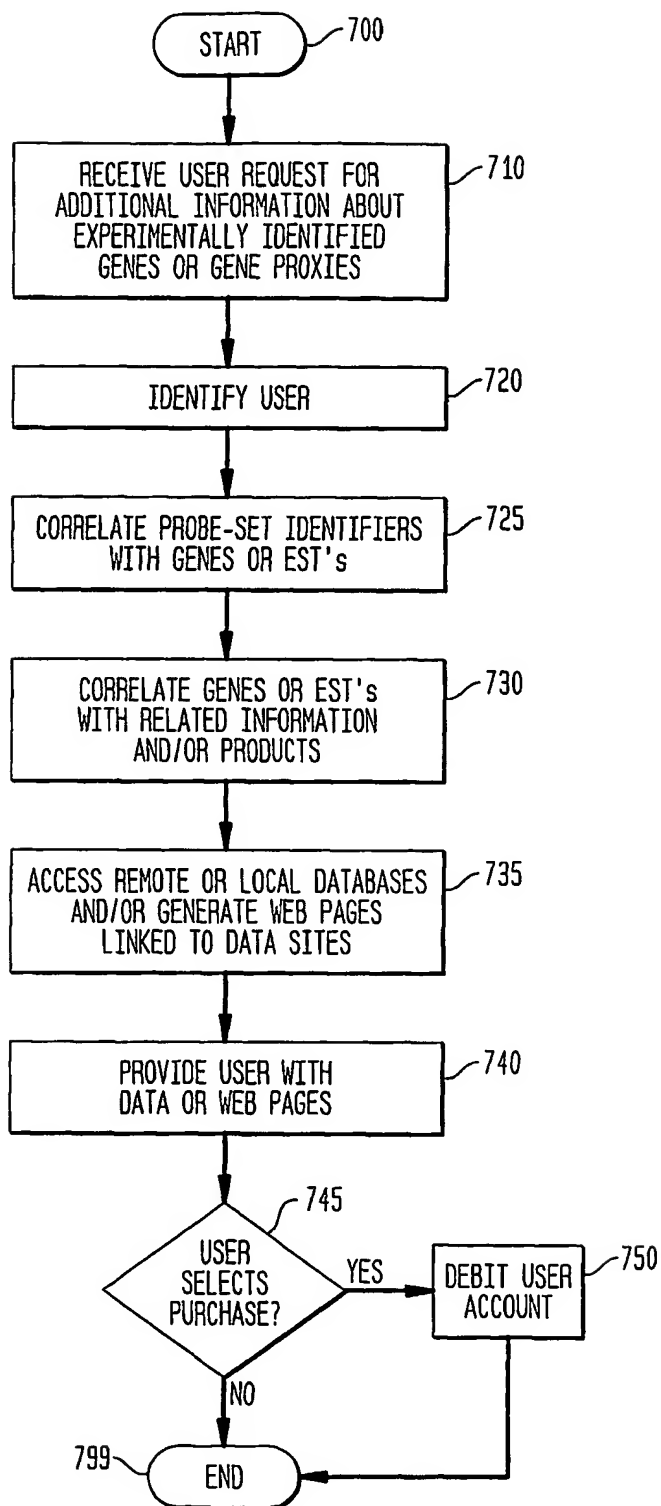 START
700
RECEIVE USER REQUEST FOR
ADDITIONAL INFORMATION ABOUT
EXPERIMENTALLY IDENTIFIED
GENES OR GENE PROXIES
710
IDENTIFY USER
720
CORRELATE PROBE-SET IDENTIFIERS
WITH GENES OR EST's
725
CORRELATE GENES OR EST's
WITH RELATED INFORMATION
AND/OR PRODUCTS
730
ACCESS REMOTE OR LOCAL DATABASES
AND/OR GENERATE WEB PAGES
LINKED TO DATA SITES
735
PROVIDE USER WITH
DATA OR WEB PAGES
740
745
USER
SELECTS
PURCHASE?
YES
DEBIT USER
ACCOUNT
750
NO
799
END